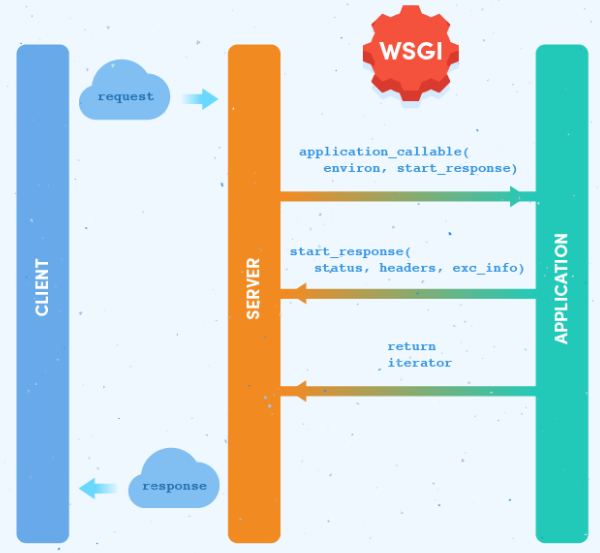 WSGI
request
application_callable(
environ, start_response)
start_response(
status, headers, exc_info)
return
iterator
response
CLIENT
SERVER
APPLICATION